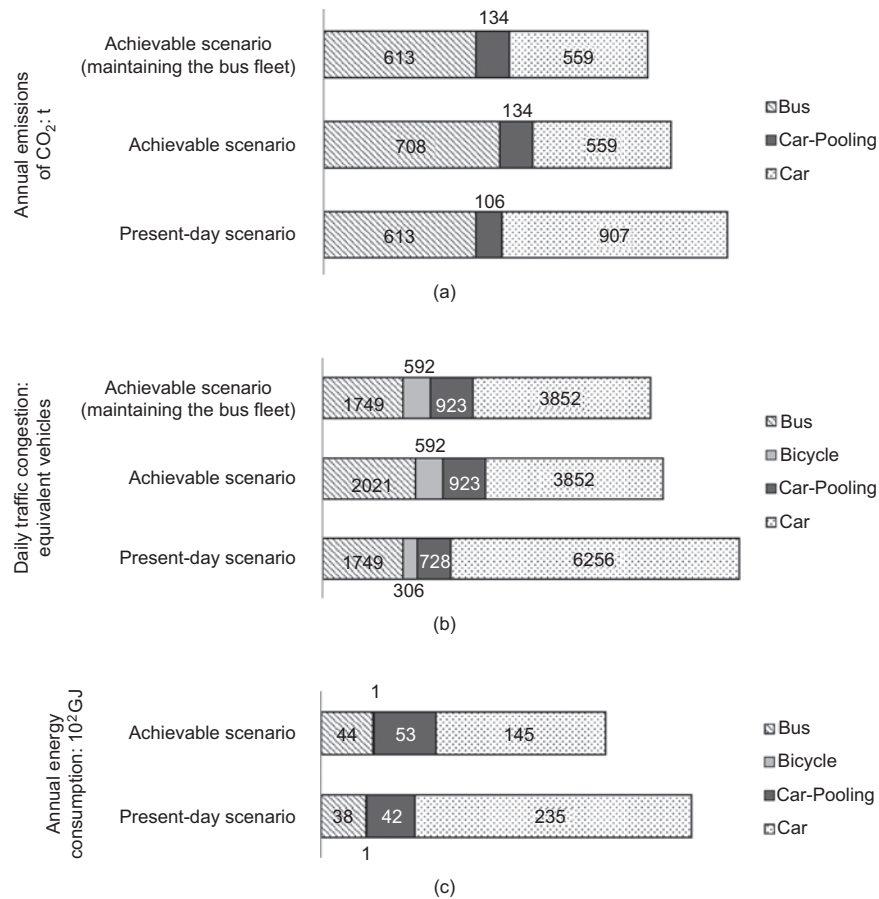 Annual emissions
of CO₂: t
134
Achievable scenario
(maintaining the bus fleet)
613
559
134
Achievable scenario
708
559
106
Present-day scenario
613
907
Bus
Car-Pooling
Car
(a)
Daily traffic congestion:
equivalent vehicles
592
Achievable scenario
(maintaining the bus fleet)
1749
923
3852
592
Achievable scenario
2021
923
3852
Present-day scenario
1749
728
6256
306
Bus
Bicycle
Car-Pooling
Car
(b)
Annual energy
consumption: 10²GJ
1
Achievable scenario
44
53
145
Present-day scenario
38
42
235
1
Bus
Bicycle
Car-Pooling
Car
(c)